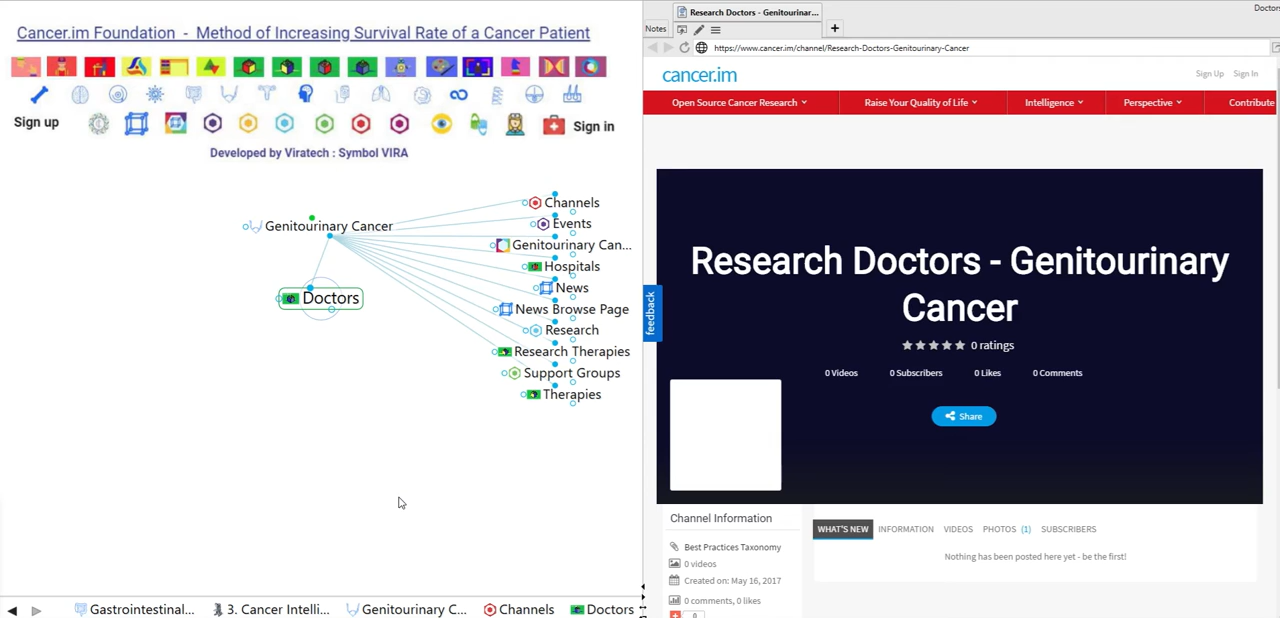 Cancer.im Foundation - Method of Increasing Survival Rate of a Cancer Patient
Sign up
Sign in
Developed by Viratech : Symbol VIRA
Genitourinary Cancer
Doctors
Channels
Events
Genitourinary Can...
Hospitals
News
News Browse Page
Research
Research Therapies
Support Groups
Therapies
Gastrointestinal... 3. Cancer Intelli... Genitourinary C... Channels Doctors
Research Doctors - Genitourinar...
Doctors
Notes
https://www.cancer.im/channel/Research-Doctors-Genitourinary-Cancer
cancer.im
Sign Up Sign In
Open Source Cancer Research Raise Your Quality of Life Intelligence Perspective Contribute
feedback
Research Doctors - Genitourinary
Cancer
0 ratings
0 Videos 0 Subscribers 0 Likes 0 Comments
Share
Channel Information
Best Practices Taxonomy
0 videos
Created on: May 16, 2017
0 comments, 0 likes
0
WHAT'S NEW INFORMATION VIDEOS PHOTOS (1) SUBSCRIBERS
Nothing has been posted here yet - be the first!